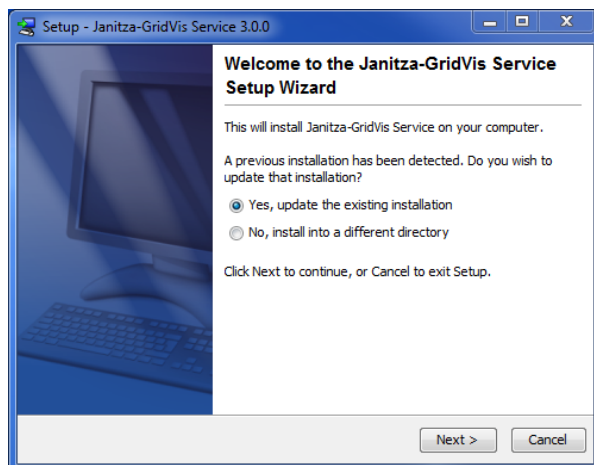 Setup - Janitza-GridVis Service 3.0.0
Welcome to the Janitza-GridVis Service
Setup Wizard
This will install Janitza-GridVis Service on your computer.
A previous installation has been detected. Do you wish to
update that installation?
Yes, update the existing installation
No, install into a different directory
Click Next to continue, or Cancel to exit Setup.
Next >
Cancel